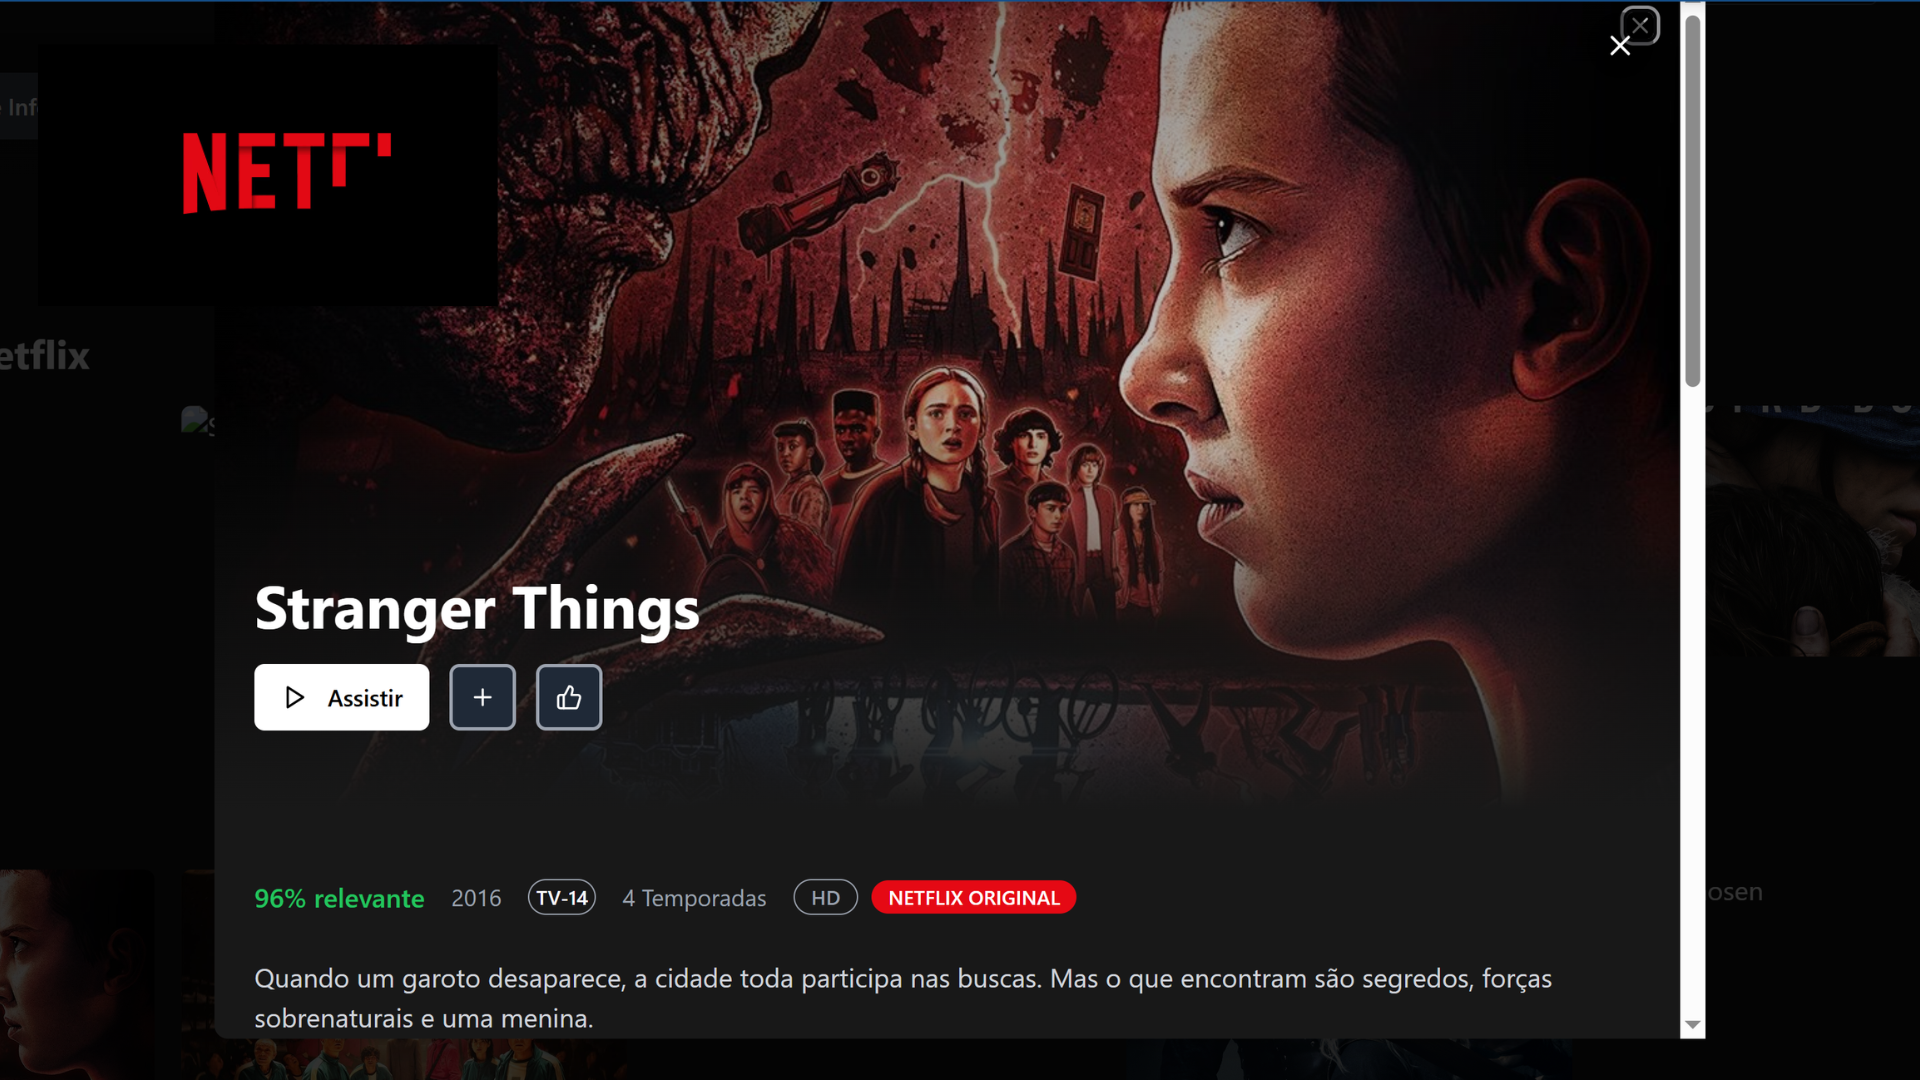 Inf
NETF
etflix
Stranger Things
Assistir
96% relevante 2016 TV-14 4 Temporadas HD NETFLIX ORIGINAL
osen
Quando um garoto desaparece, a cidade toda participa nas buscas. Mas o que encontram são segredos, forças
sobrenaturais e uma menina.